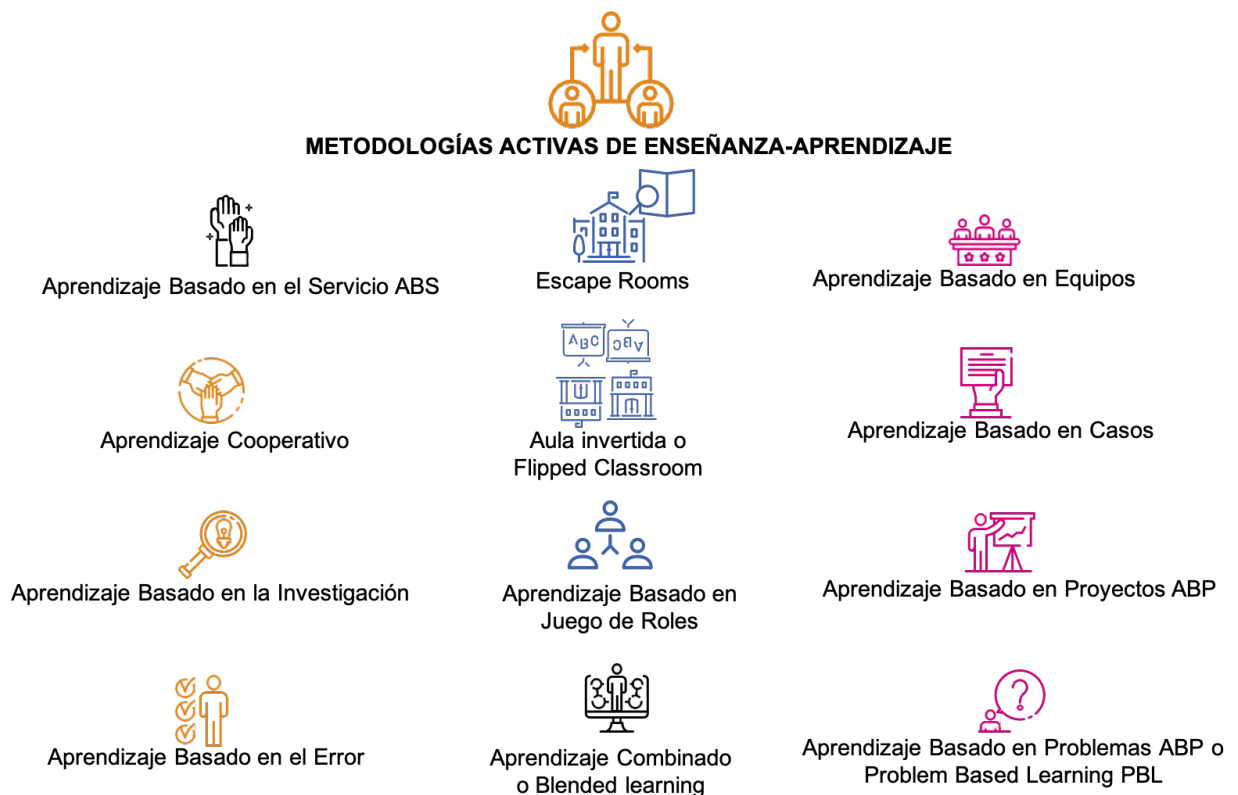 METODOLOGÍAS ACTIVAS DE ENSEÑANZA-APRENDIZAJE
Aprendizaje Basado en el Servicio ABS
Escape Rooms
Aprendizaje Basado en Equipos
ABC
ABC
Aprendizaje Cooperativo
Aula invertida o
Flipped Classroom
Aprendizaje Basado en Casos
Aprendizaje Basado en la Investigación
Aprendizaje Basado en
Juego de Roles
Aprendizaje Basado en Proyectos ABP
Aprendizaje Basado en el Error
Aprendizaje Combinado
o Blended learning
?
Aprendizaje Basado en Problemas ABP o
Problem Based Learning PBL